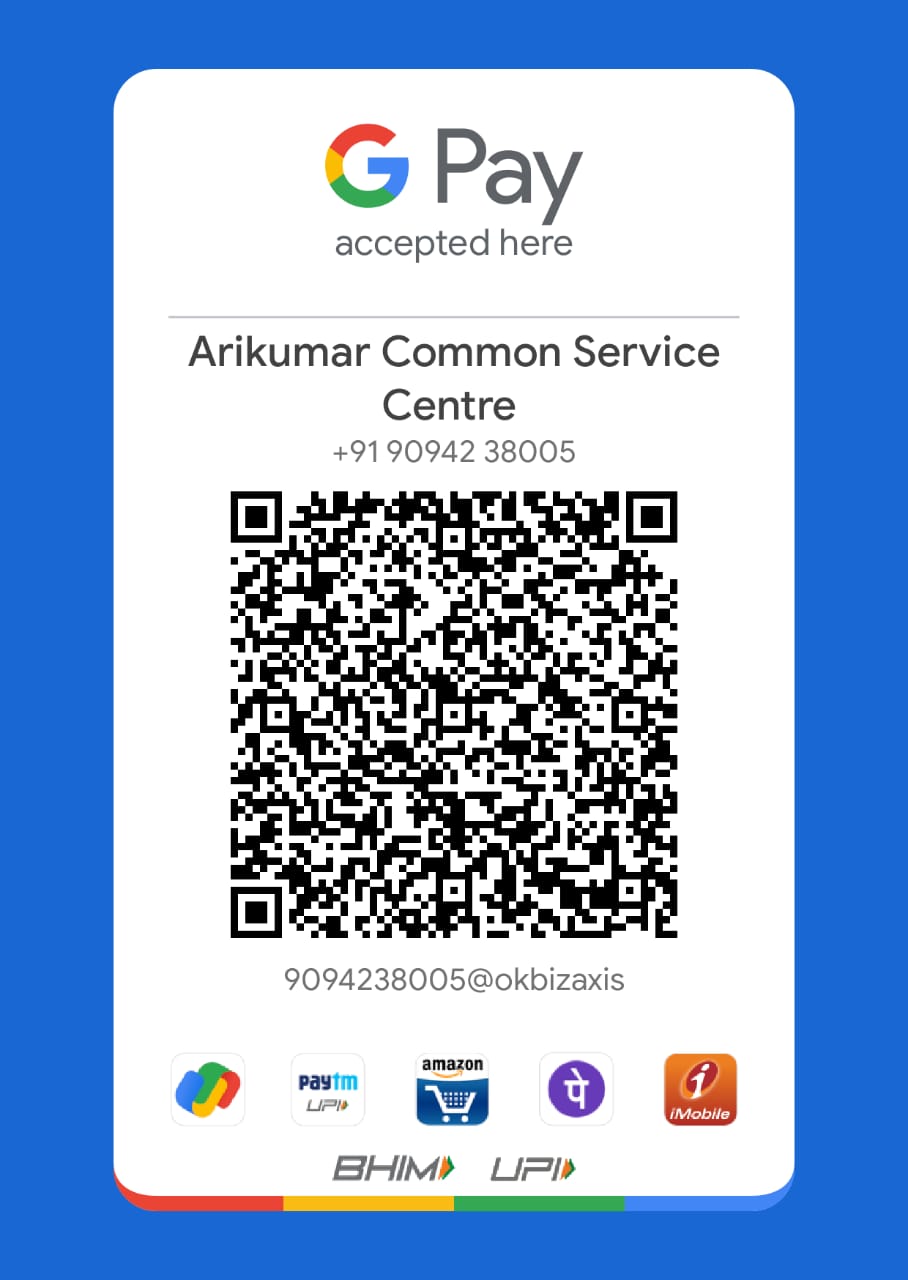 G Pay
accepted here
Arikumar Common Service
Centre
+91 90942 38005
9094238005@okbizaxis
paytm
UPI
amazon
पे
i
iMobile
BHIM UPI